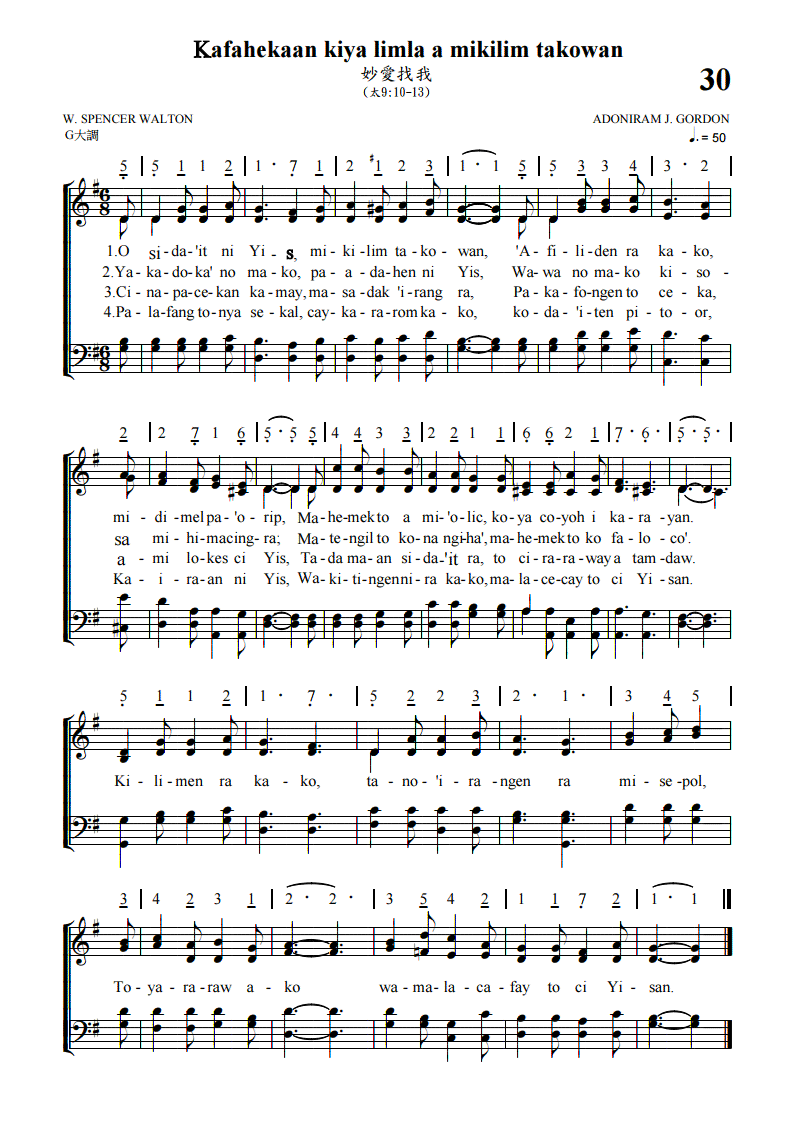 Kafahekaan kiya limla a mikilim takowan
妙愛找我
(太9:10-13)
30
W. SPENCER WALTON
ADONIRAM J. GORDON
G大調
♩. = 50
5̣ | 5̣ 1 1 2 | 1 · 7̣ 1 | 2 #1 2 3 | 1 · 1 5̣ | 5̣ 3 3 4 | 3 · 2 |
1.O si-da'it ni Yi-s, mi-ki-lim ta-ko-wan, 'A-fi-li-den ra ka-ko,
2.Ya-ka-do-ka' no ma-ko, pa-a-da-hen ni Yis, Wa-wa no ma-ko ki-so-
3.Ci-na-pa-ce-kan ka-may, ma-sa-dak 'i-rang ra, Pa-ka-fo-ngen to ce-ka,
4.Pa-la-fang to-nya se-kal, cay-ka-ra-rom ka-ko, ko-da-'i-ten pi-to-or,
2 | 2 2 7̣ 1 6̣ | 5̣ · 5̣ 5̣ | 4 4 3 3 | 2 2 1 1 | 6̣ 6̣ 2 1 | 7̣ · 6̣ · | 5̣ · 5̣ · |
mi-di-mel pa-'o-rip, Ma-he-mek to a mi-'o-lic, ko-ya co-yoh i ka-ra-yan.
sa mi-hi-ma-cing-ra; Ma-te-ngil to ko na ngi-ha', ma-he-mek to ko fa-lo-co'.
a-mi lo-kes ci Yis, Ta-da ma-an si-da-'it ra, to ci-ra-ra-way a tam-daw.
Ka-i-ra-an ni Yis, Wa-ki-ti-ngen ni ra ka-ko, ma-la-ce-cay to ci Yi-san.
5̣ | 1 1 2 | 1 · 7̣ · | 5̣ 2 2 3 | 2 · 1 · | 3 4 5 |
Ki-li-men ra ka-ko, ta-no-'i-ra-ngen ra mi-se-pol,
3 | 4 2 3 1 | 2 · 2 · | 3 5 4 2 | 1 1 7̣ 2 | 1 · 1 ||
To-ya-ra-raw a-ko wa-ma-la-ca-fay to ci Yi-san.